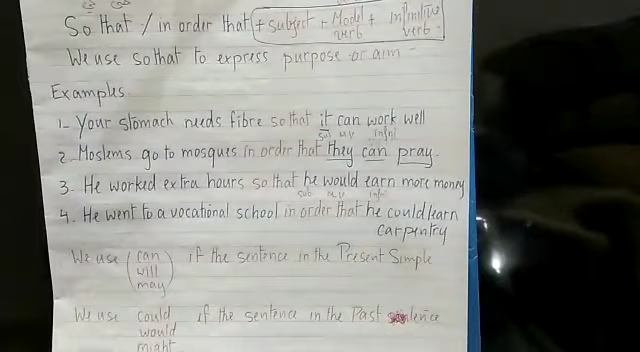 So that / in order that + subject + Model verb + infinitive verb
We use so that to express purpose or aim
Examples
1- Your stomach needs fibre so that it can work well
sub m.v infini
2. Moslems go to mosques in order that they can pray.
3. He worked extra hours so that he would earn more money
sub m.v infin
4. He went to a vocational school in order that he could learn
carpentry
We use (can will may) if the sentence in the Present Simple
We use could would might if the sentence in the Past sentence